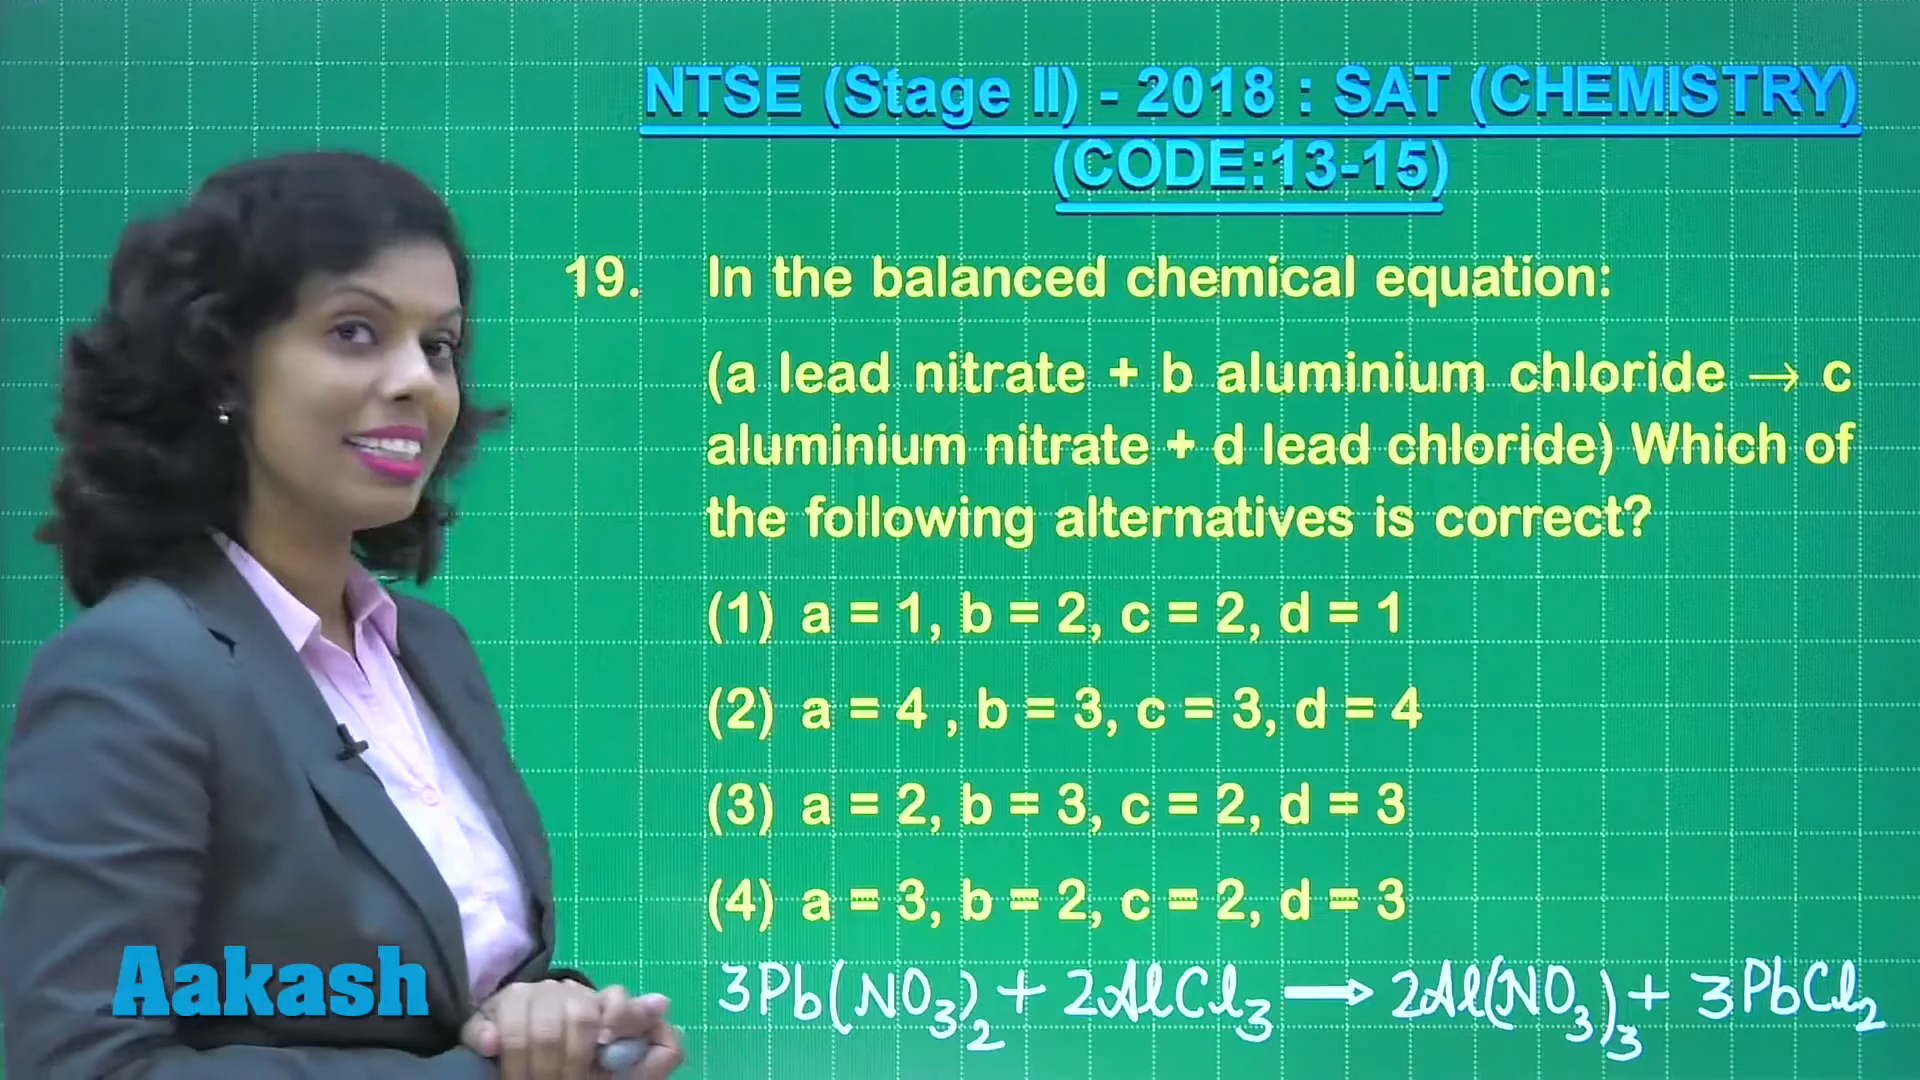 NTSE (Stage II) - 2018 : SAT (CHEMISTRY)
(CODE:13-15)
19. In the balanced chemical equation:
(a lead nitrate + b aluminium chloride → c
aluminium nitrate + d lead chloride) Which of
the following alternatives is correct?
(1) a = 1, b = 2, c = 2, d = 1
(2) a = 4 , b = 3, c = 3, d = 4
(3) a = 2, b = 3, c = 2, d = 3
(4) a = 3, b = 2, c = 2, d = 3
3Pb(NO₃)₂ + 2AlCl₃ ⟶ 2Al(NO₃)₃ + 3PbCl₂
Aakash